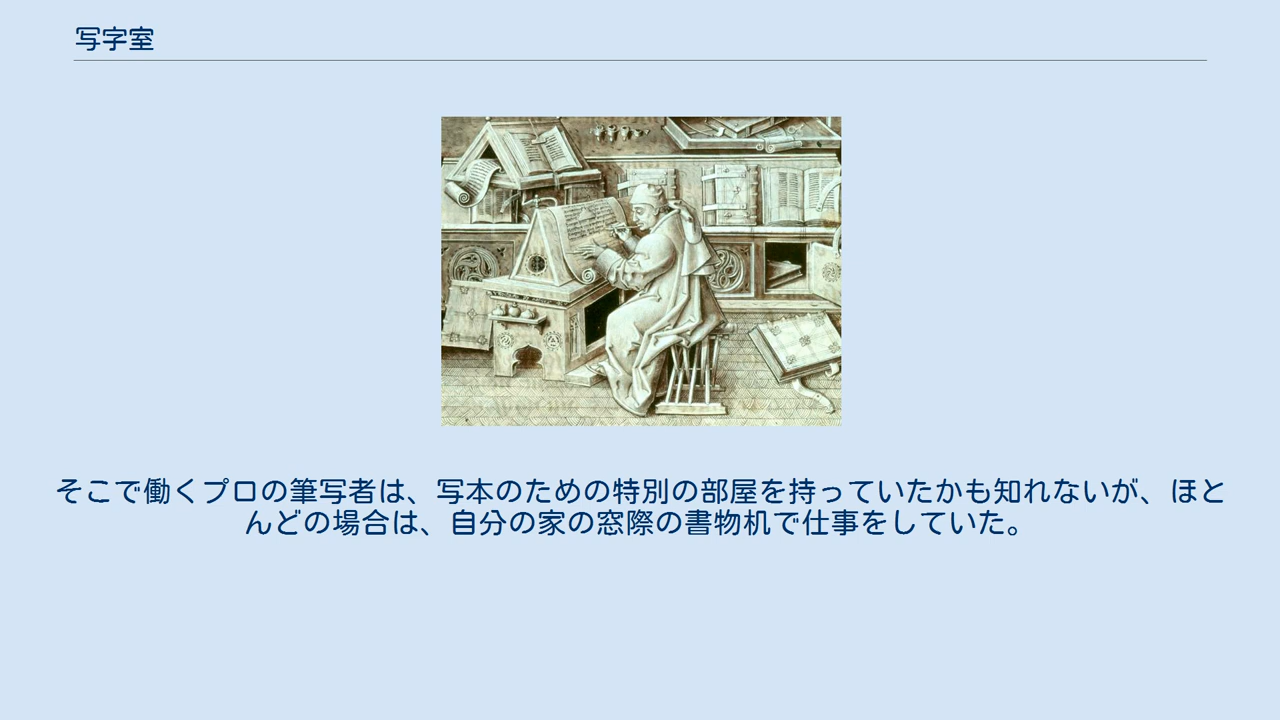 写字室
そこで働くプロの筆写者は、写本のための特別の部屋を持っていたかも知れないが、ほと
んどの場合は、自分の家の窓際の書物机で仕事をしていた。